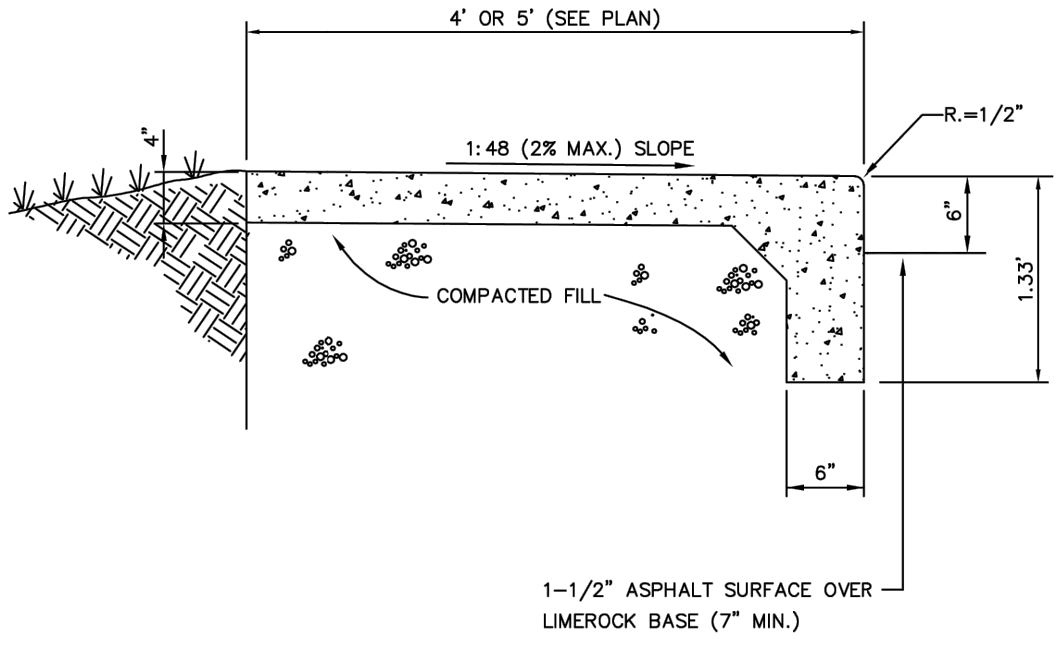 4' OR 5' (SEE PLAN)
R.=1/2"
4"
1:48 (2% MAX.) SLOPE
6"
1.33'
COMPACTED FILL
6"
1-1/2" ASPHALT SURFACE OVER
LIMEROCK BASE (7" MIN.)